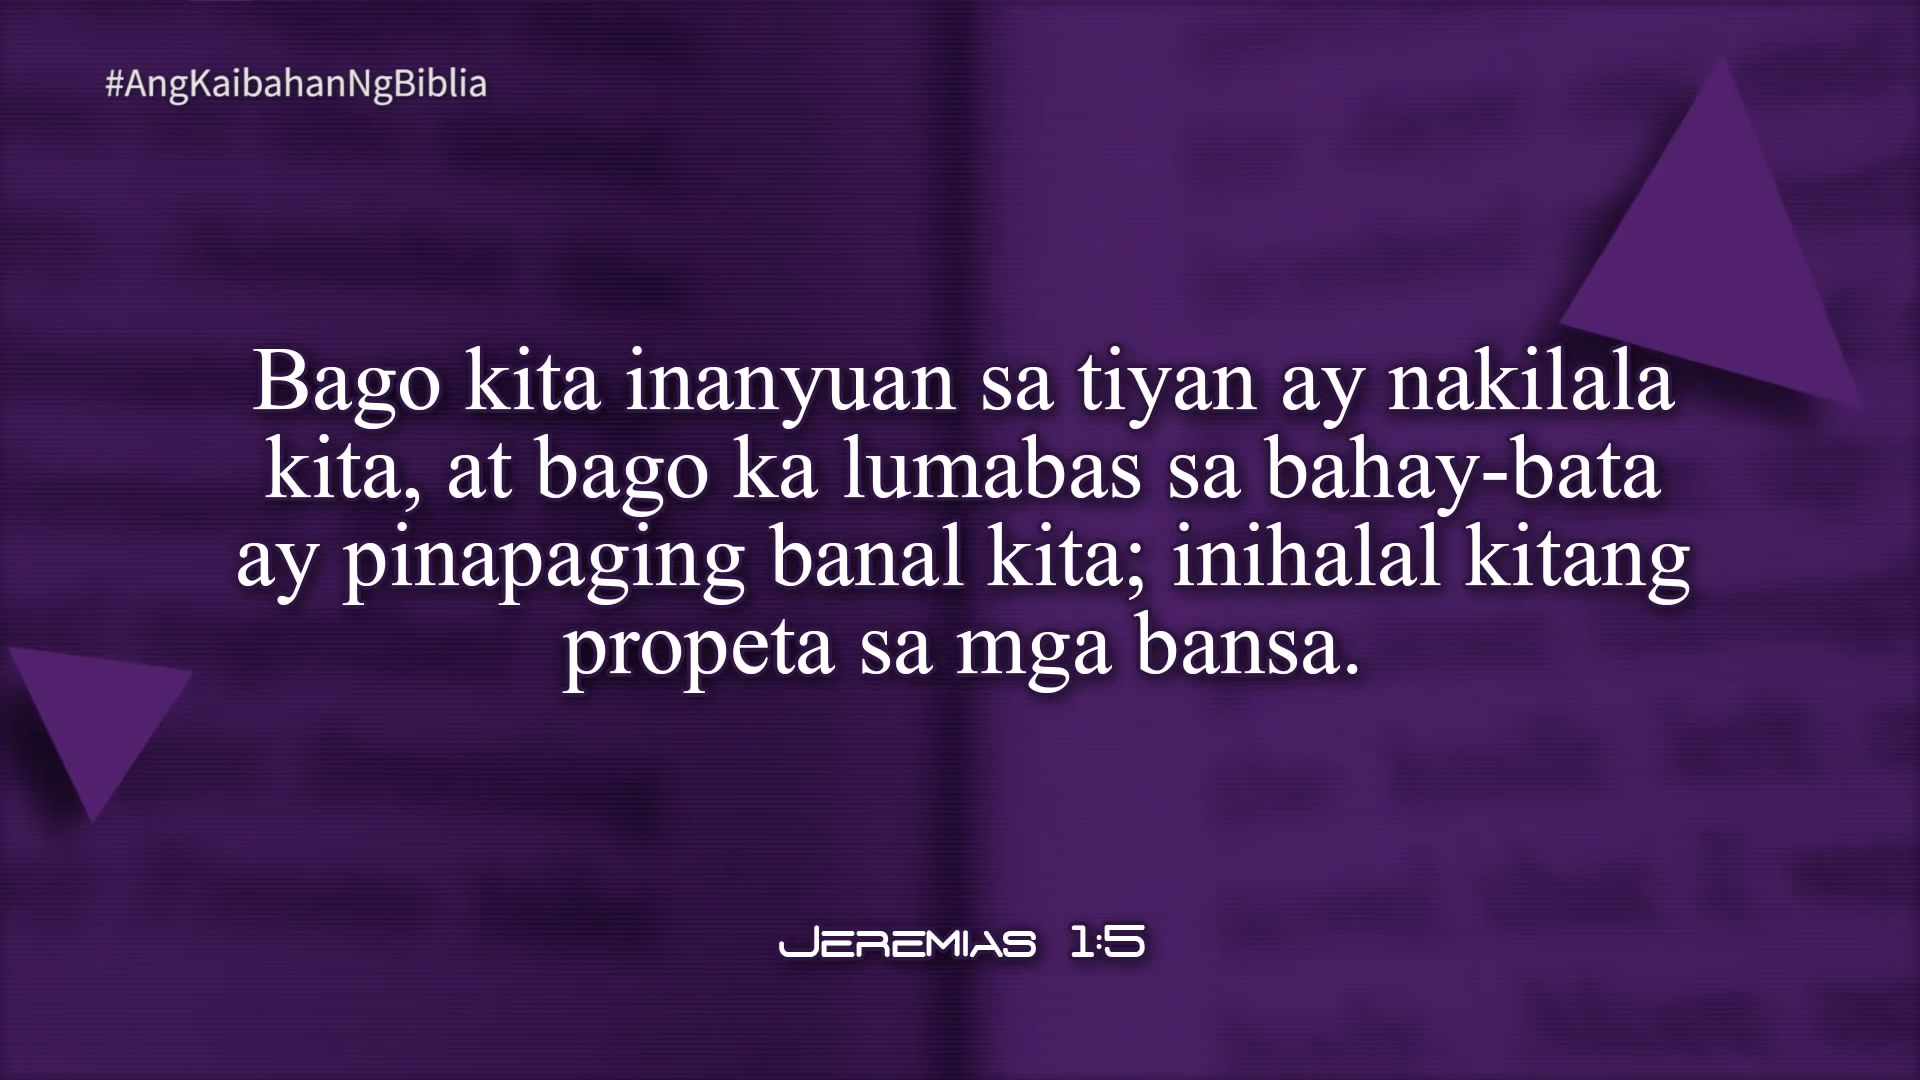 #AngKaibahanNgBiblia
Bago kita inanyuan sa tiyan ay nakilala
kita, at bago ka lumabas sa bahay-bata
ay pinapaging banal kita; inihalal kitang
propeta sa mga bansa.
Jeremias 1:5